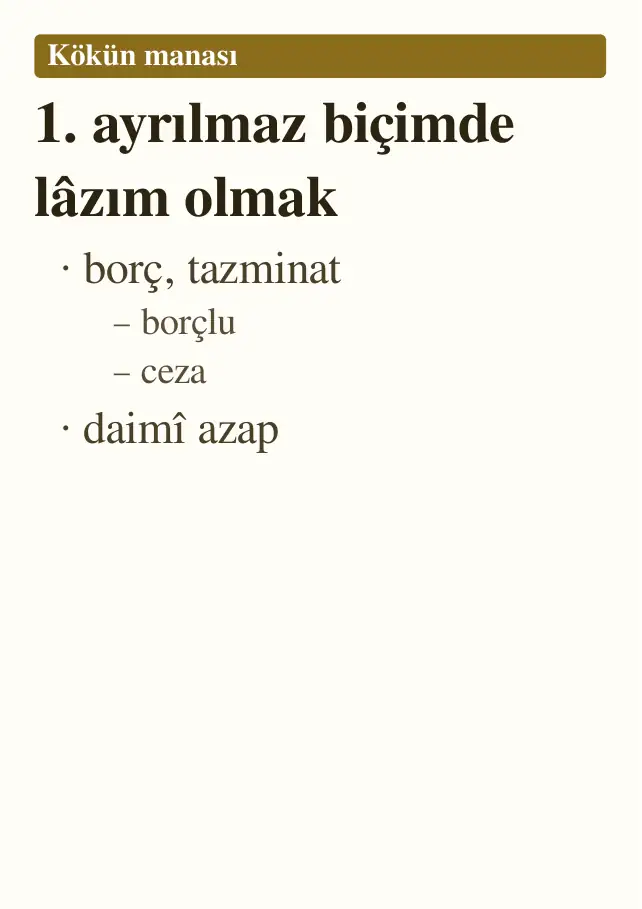 Kökün manası
1. ayrılmaz biçimde
lâzım olmak
· borç, tazminat
– borçlu
– ceza
· daimî azap